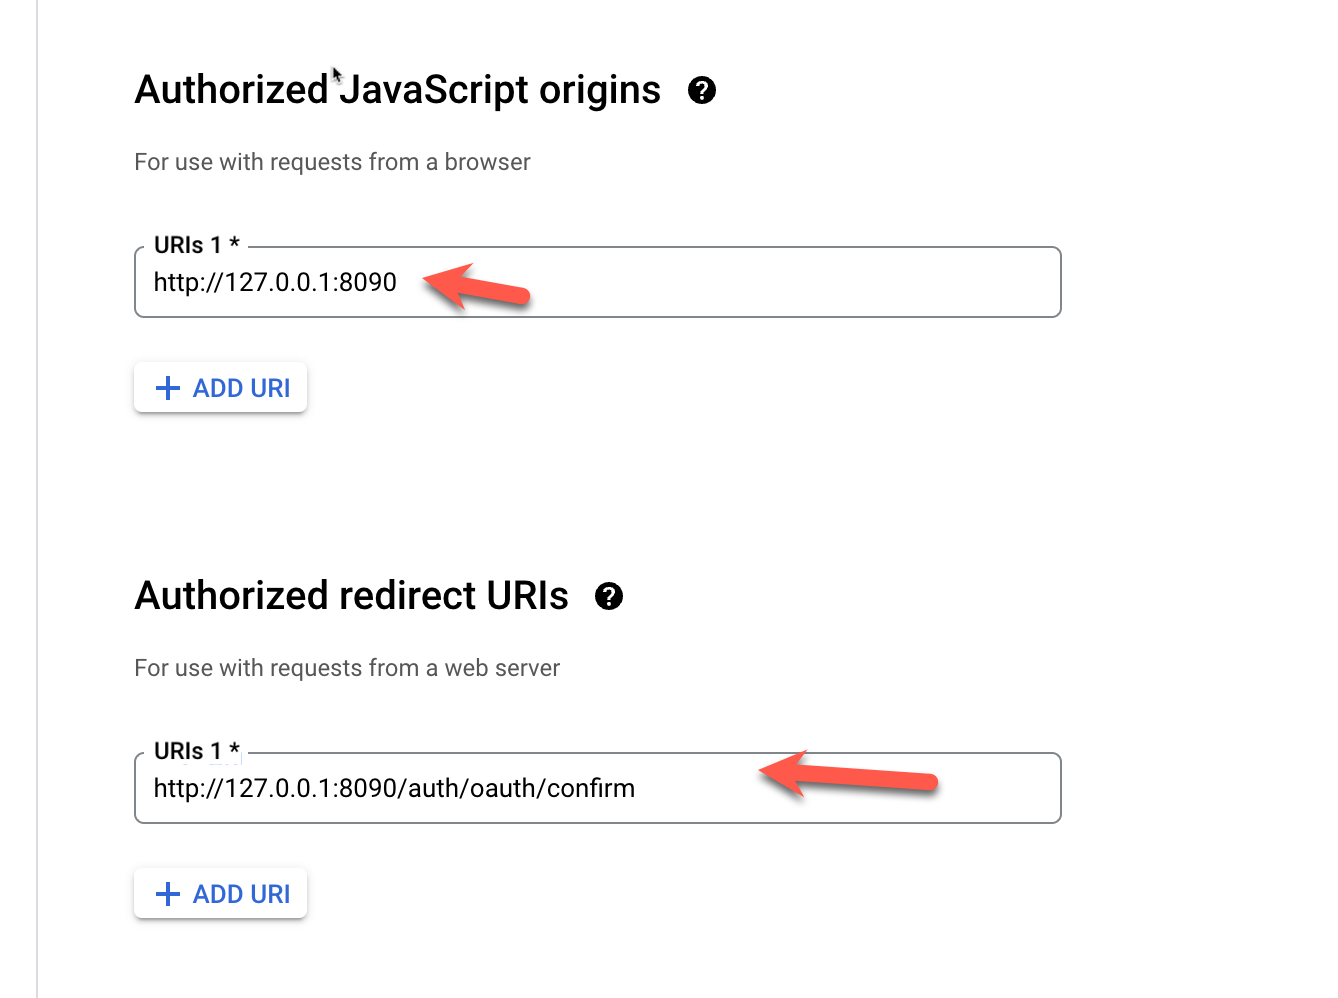 Authorized JavaScript origins
For use with requests from a browser
URIs 1 *
http://127.0.0.1:8090
ADD URI
Authorized redirect URIs
For use with requests from a web server
URIs 1 *
http://127.0.0.1:8090/auth/oauth/confirm
ADD URI